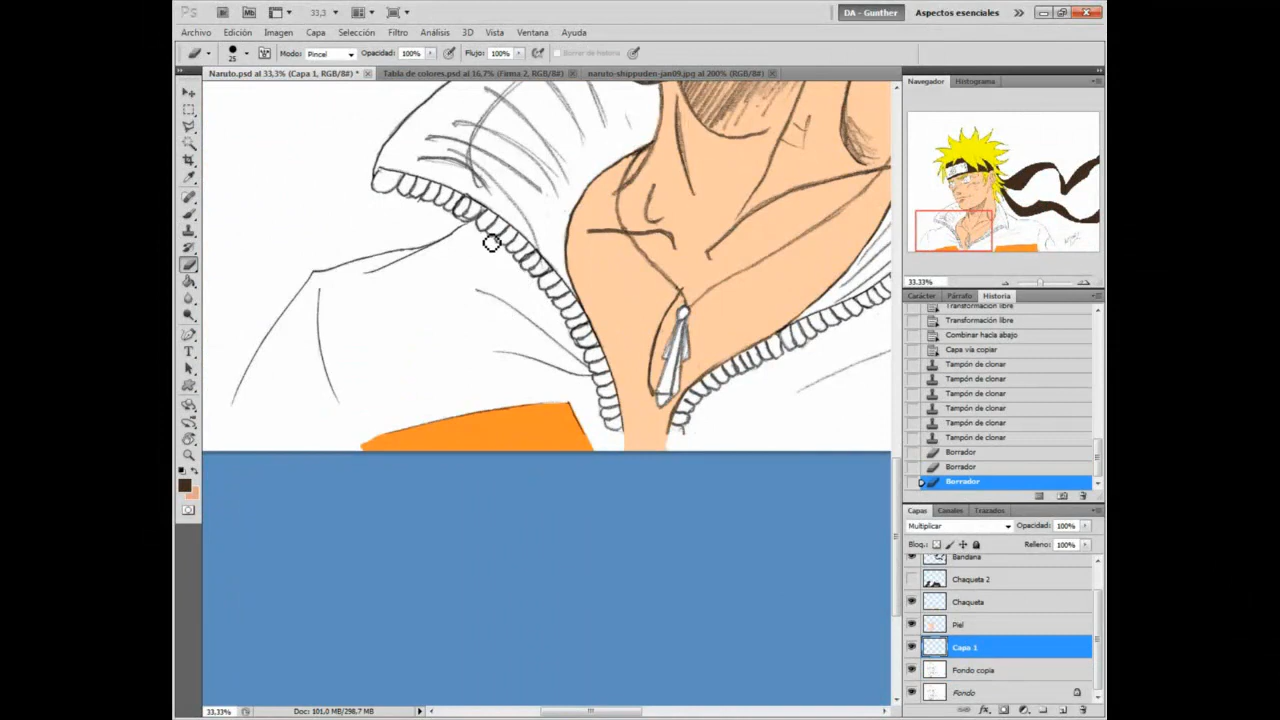 Ps Br Mb 33,3 DA - Gunther Aspectos esenciales
Archivo Edición Imagen Capa Selección Filtro Análisis 3D Vista Ventana Ayuda
25 Modo: Pincel Opacidad: 100% Flujo: 100% Borrar de historia
Naruto.psd al 33,3% (Capa 1, RGB/8#) * Tabla de colores.psd al 16,7% (Firma 2, RGB/8#) naruto-shippuden-jan09.jpg al 200% (RGB/8#)
Navegador Histograma
33.33%
Carácter Párrafo Historia
Transformación libre
Transformación libre
Combinar hacia abajo
Capa vía copiar
Tampón de clonar
Tampón de clonar
Tampón de clonar
Tampón de clonar
Tampón de clonar
Tampón de clonar
Borrador
Borrador
Borrador
Capas Canales Trazados
Multiplicar Opacidad: 100%
Bloq.: Relleno: 100%
Bandana
Chaqueta 2
Chaqueta
Piel
Capa 1
Fondo copia
Fondo
33,33% Doc: 101,0 MB/298,7 MB